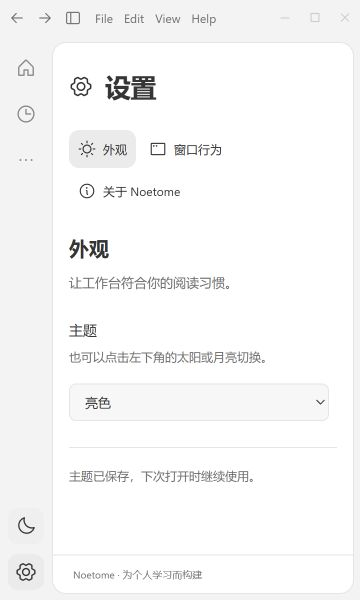 File Edit View Help
设置
外观 窗口行为
关于 Noetome
外观
让工作台符合你的阅读习惯。
主题
也可以点击左下角的太阳或月亮切换。
亮色
主题已保存，下次打开时继续使用。
Noetome · 为个人学习而构建